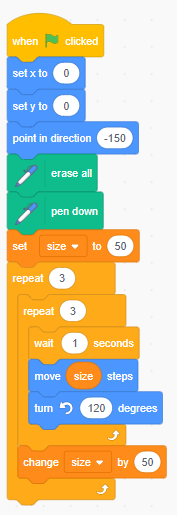 when clicked
set x to 0
set y to 0
point in direction -150
erase all
pen down
set size to 50
repeat 3
repeat 3
wait 1 seconds
move size steps
turn 120 degrees
change size by 50